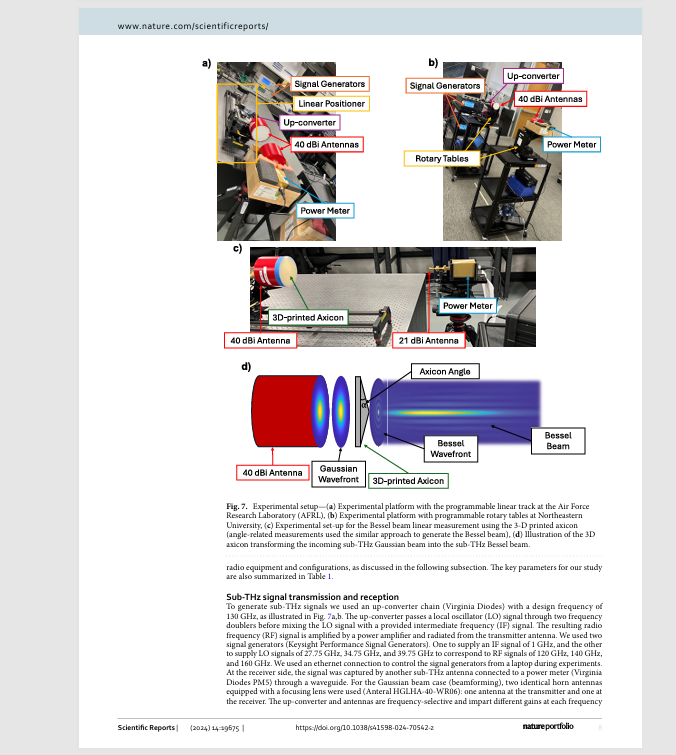 www.nature.com/scientificreports/
a)
Signal Generators
Linear Positioner
Up-converter
40 dBi Antennas
Power Meter
b)
Up-converter
Signal Generators
40 dBi Antennas
Power Meter
Rotary Tables
c)
Power Meter
3D-printed Axicon
40 dBi Antenna
21 dBi Antenna
d)
Axicon Angle
α
Bessel
Beam
Bessel
Wavefront
40 dBi Antenna
Gaussian
Wavefront
3D-printed Axicon
Fig. 7. Experimental setup—(a) Experimental platform with the programmable linear track at the Air Force
Research Laboratory (AFRL), (b) Experimental platform with programmable rotary tables at Northeastern
University, (c) Experimental set-up for the Bessel beam linear measurement using the 3-D printed axicon
(angle-related measurements used the similar approach to generate the Bessel beam), (d) Illustration of the 3D
axicon transforming the incoming sub-THz Gaussian beam into the sub-THz Bessel beam.
radio equipment and configurations, as discussed in the following subsection. The key parameters for our study
are also summarized in Table 1.
Sub-THz signal transmission and reception
To generate sub-THz signals we used an up-converter chain (Virginia Diodes) with a design frequency of
130 GHz, as illustrated in Fig. 7a,b. The up-converter passes a local oscillator (LO) signal through two frequency
doublers before mixing the LO signal with a provided intermediate frequency (IF) signal. The resulting radio
frequency (RF) signal is amplified by a power amplifier and radiated from the transmitter antenna. We used two
signal generators (Keysight Performance Signal Generators). One to supply an IF signal of 1 GHz, and the other
to supply LO signals of 27.75 GHz, 34.75 GHz, and 39.75 GHz to correspond to RF signals of 120 GHz, 140 GHz,
and 160 GHz. We used an ethernet connection to control the signal generators from a laptop during experiments.
At the receiver side, the signal was captured by another sub-THz antenna connected to a power meter (Virginia
Diodes PM5) through a waveguide. For the Gaussian beam case (beamforming), two identical horn antennas
equipped with a focusing lens were used (Anteral HGLHA-40-WR06): one antenna at the transmitter and one at
the receiver. The up-converter and antennas are frequency-selective and impart different gains at each frequency
Scientific Reports | (2024) 14:19675 | https://doi.org/10.1038/s41598-024-70542-z natureportfolio